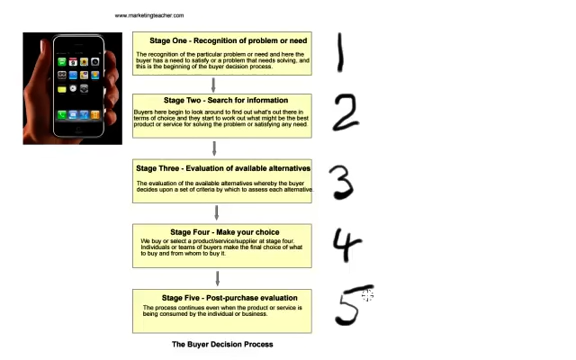 www.marketingteacher.com
Stage One - Recognition of problem or need
The recognition of the particular problem or need and here the
buyer has a need to satisfy or a problem that needs solving, and
this is the beginning of the buyer decision process.
1
Stage Two - Search for information
Buyers here begin to look around to find out what's out there in
terms of choice and they start to work out what might be the best
product or service for solving the problem or satisfying any need.
2
Stage Three - Evaluation of available alternatives
The evaluation of the available alternatives whereby the buyer
decides upon a set of criteria by which to assess each alternative.
3
Stage Four - Make your choice
We buy or select a product/service/supplier at stage four.
Individuals or teams of buyers make the final choice of what
to buy and from whom to buy it.
4
Stage Five - Post-purchase evaluation
The process continues even when the product or service is
being consumed by the individual or business.
5
The Buyer Decision Process